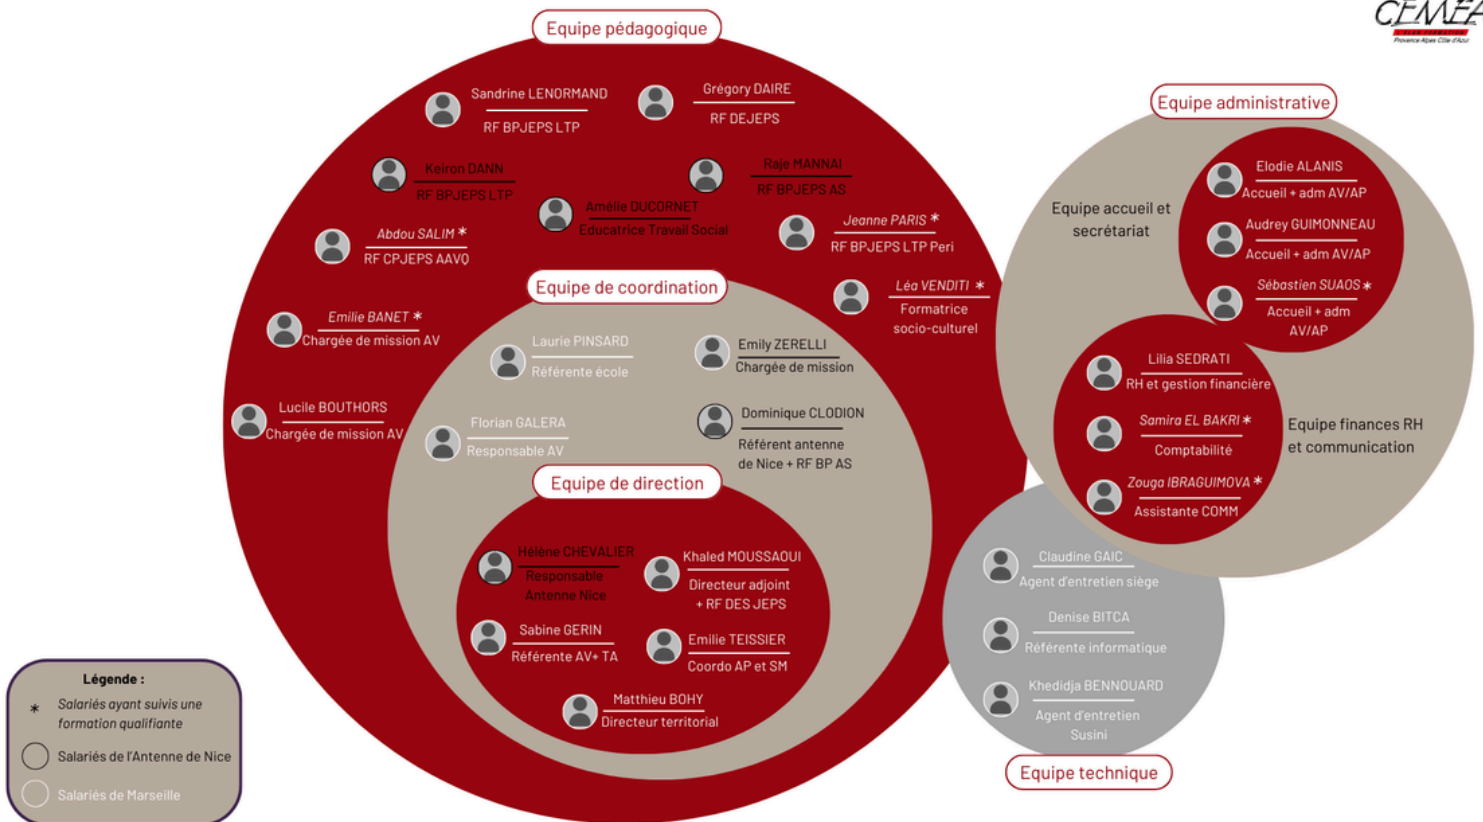 CEMÉA
L'ELAN FORMATION
Provence Alpes Côte d'Azur
Equipe pédagogique
Sandrine LENORMAND
RF BPJEPS LTP
Grégory DAIRE
RF DEJEPS
Keiron DANN
RF BPJEPS LTP
Raje MANNAI
RF BPJEPS AS
Amélie DUCORNET
Educatrice Travail Social
Abdou SALIM *
RF CPJEPS AAVQ
Jeanne PARIS *
RF BPJEPS LTP Peri
Léa VENDITI *
Formatrice
socio-culturel
Emilie BANET *
Chargée de mission AV
Lucile BOUTHORS
Chargée de mission AV
Equipe de coordination
Laurie PINSARD
Référente école
Emily ZERELLI
Chargée de mission
Florian GALERA
Responsable AV
Dominique CLODION
Référent antenne
de Nice + RF BP AS
Equipe de direction
Hélène CHEVALIER
Responsable
Antenne Nice
Khaled MOUSSAOUI
Directeur adjoint
+ RF DES JEPS
Sabine GERIN
Référente AV+ TA
Emilie TEISSIER
Coordo AP et SM
Matthieu BOHY
Directeur territorial
Equipe administrative
Equipe accueil et
secrétariat
Elodie ALANIS
Accueil + adm AV/AP
Audrey GUIMONNEAU
Accueil + adm AV/AP
Sébastien SUAOS *
Accueil + adm
AV/AP
Lilia SEDRATI
RH et gestion financière
Samira EL BAKRI *
Comptabilité
Zouga IBRAGUIMOVA *
Assistante COMM
Equipe finances RH
et communication
Claudine GAIC
Agent d'entretien siège
Denise BITCA
Référente informatique
Khedidja BENNOUARD
Agent d'entretien
Susini
Equipe technique
Légende :
* Salariés ayant suivis une
formation qualifiante
Salariés de l'Antenne de Nice
Salariés de Marseille